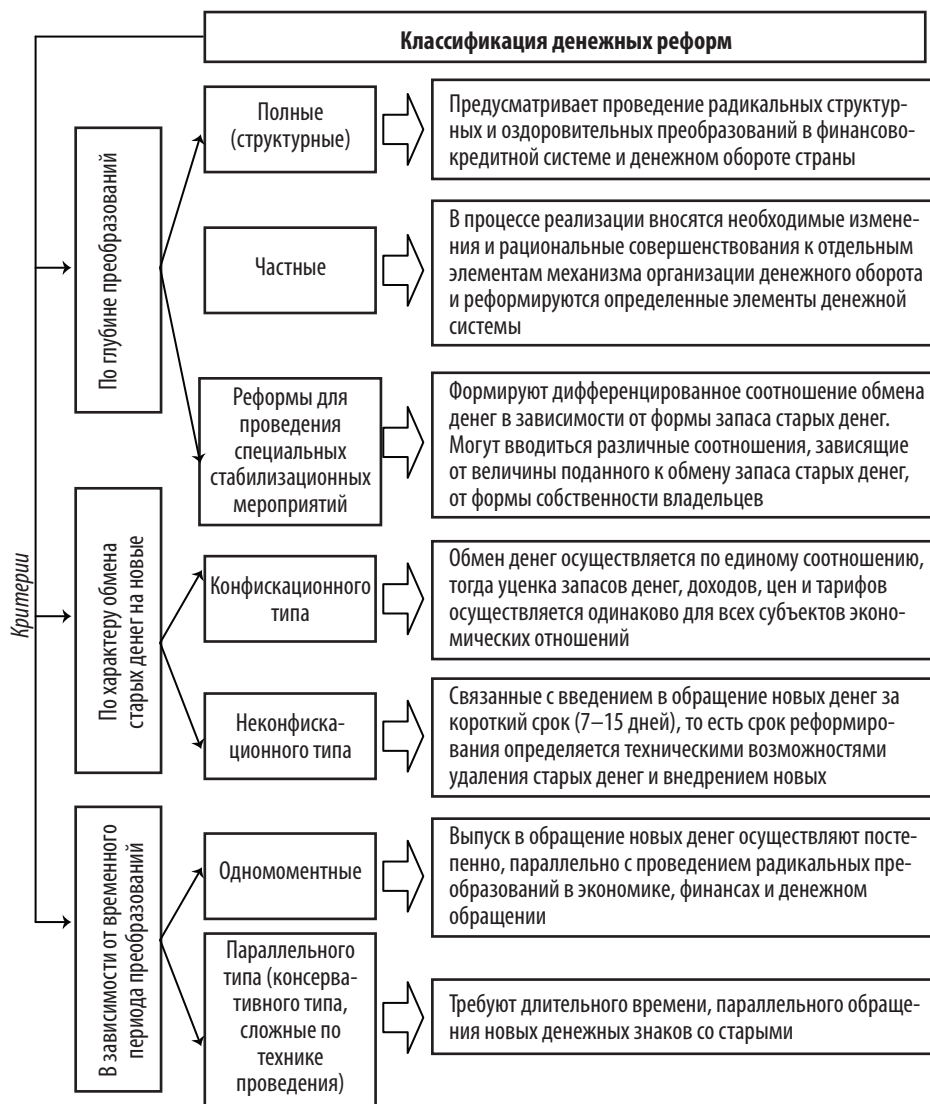 Классификация денежных реформ
Критерии
По глубине преобразований
Полные
(структурные)
Предусматривает проведение радикальных структур-
ных и оздоровительных преобразований в финансово-
кредитной системе и денежном обороте страны
Частные
В процессе реализации вносятся необходимые измене-
ния и рациональные совершенствования к отдельным
элементам механизма организации денежного оборота
и реформируются определенные элементы денежной
системы
Реформы для
проведения
специальных
стабилизационных
мероприятий
Формируют дифференцированное соотношение обмена
денег в зависимости от формы запаса старых денег.
Могут вводиться различные соотношения, зависящие
от величины поданного к обмену запаса старых денег,
от формы собственности владельцев
По характеру обмена
старых денег на новые
Конфискационного
типа
Обмен денег осуществляется по единому соотношению,
тогда уценка запасов денег, доходов, цен и тарифов
осуществляется одинаково для всех субъектов эконо-
мических отношений
Неконфиска-
ционного типа
Связанные с введением в обращение новых денег за
короткий срок (7–15 дней), то есть срок реформиро-
вания определяется техническими возможностями
удаления старых денег и внедрением новых
В зависимости от временного
периода преобразований
Одномоментные
Выпуск в обращение новых денег осуществляют посте-
пенно, параллельно с проведением радикальных пре-
образований в экономике, финансах и денежном
обращении
Параллельного
типа (консерва-
тивного типа,
сложные по
технике
проведения)
Требуют длительного времени, параллельного обраще-
ния новых денежных знаков со старыми